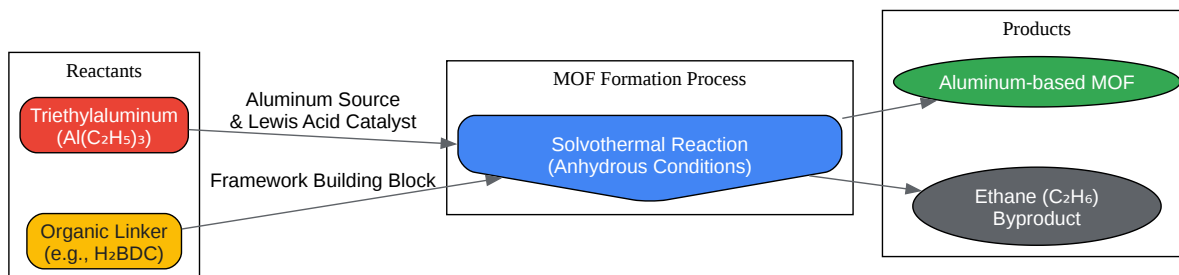 Reactants
Triethylaluminum
(Al(C₂H₅)₃)
Organic Linker
(e.g., H₂BDC)
Aluminum Source
& Lewis Acid Catalyst
Framework Building Block
MOF Formation Process
Solvothermal Reaction
(Anhydrous Conditions)
Products
Aluminum-based MOF
Ethane (C₂H₆)
Byproduct